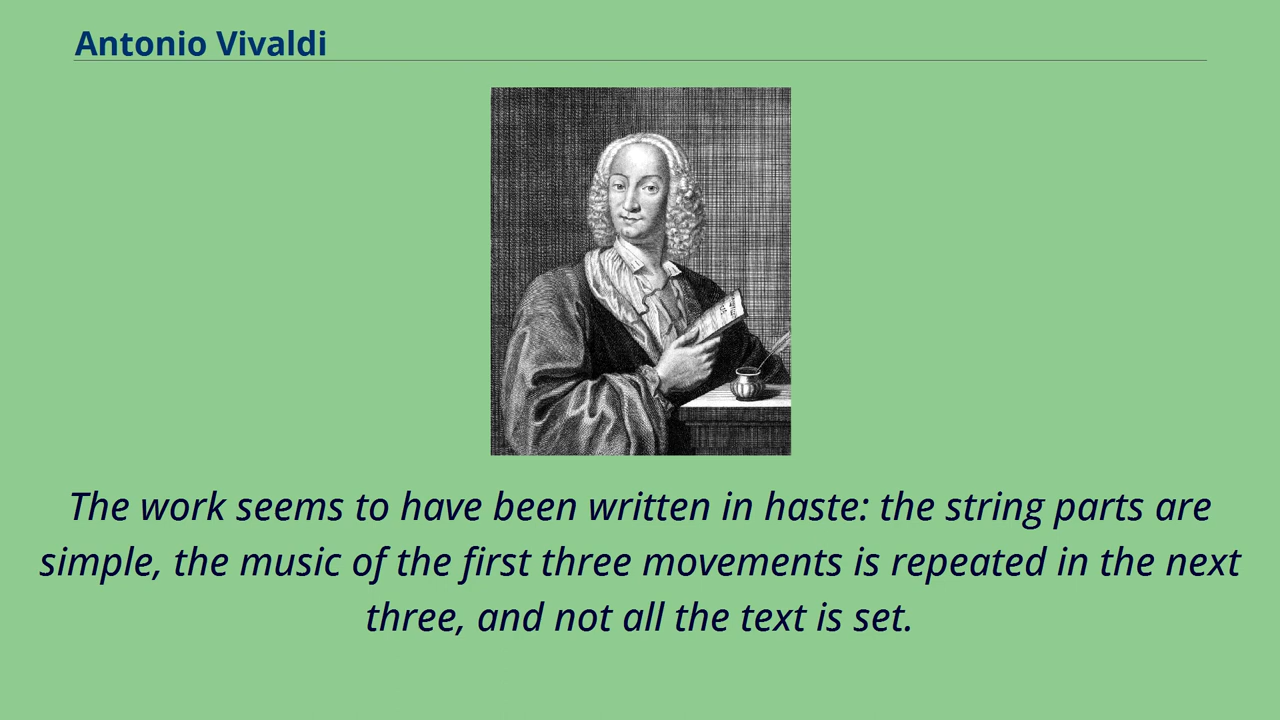 Antonio Vivaldi
The work seems to have been written in haste: the string parts are
simple, the music of the first three movements is repeated in the next
three, and not all the text is set.